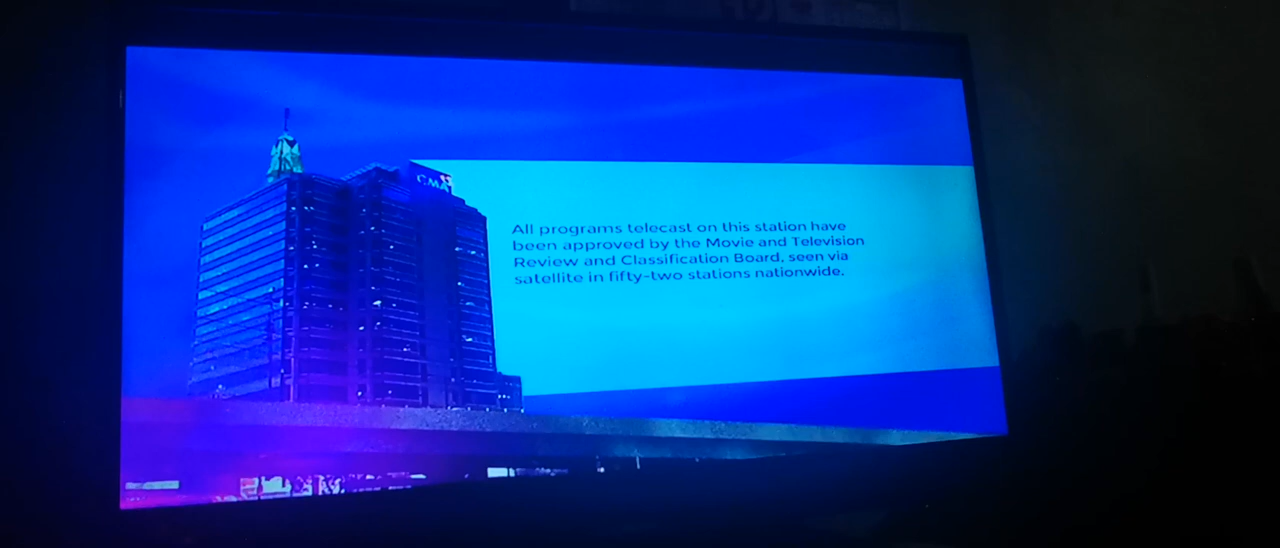 GMA
All programs telecast on this station have
been approved by the Movie and Television
Review and Classification Board, seen via
satellite in fifty-two stations nationwide.